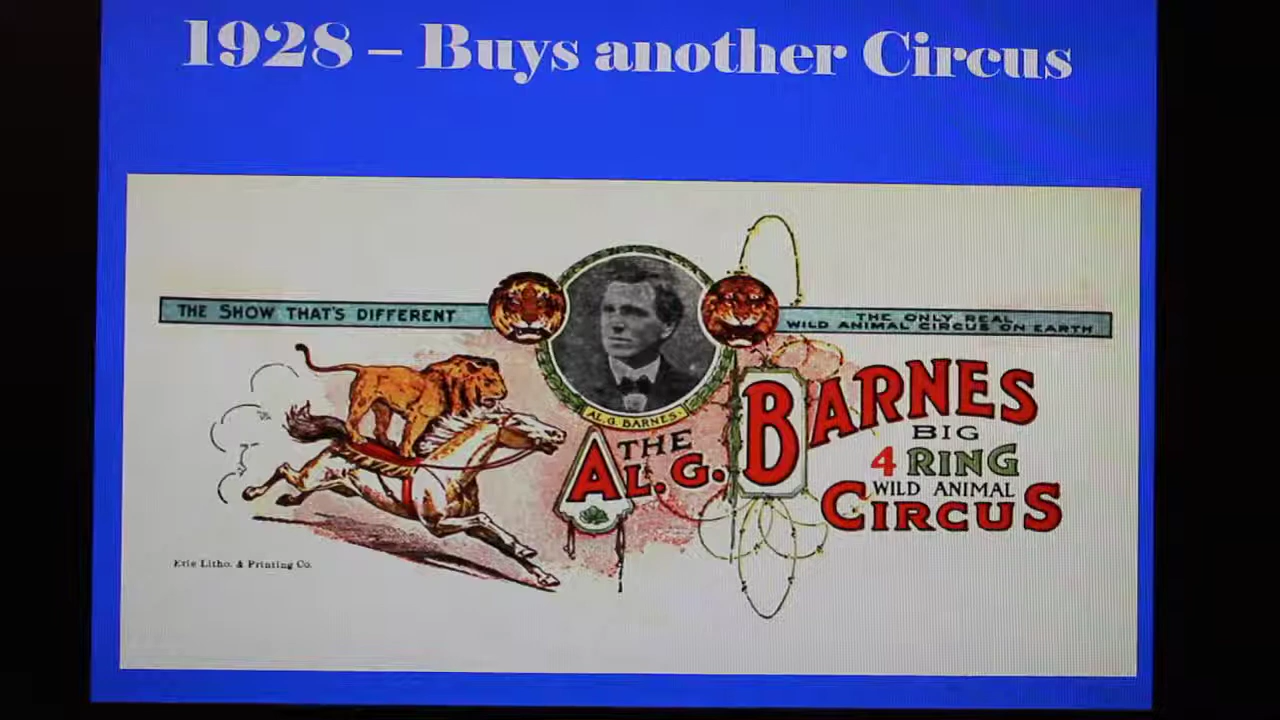 1928 – Buys another Circus
THE SHOW THAT'S DIFFERENT
THE ONLY REAL
WILD ANIMAL CIRCUS ON EARTH
AL. G. BARNES.
THE
AL. G. BARNES
BIG
4 RING
WILD ANIMAL
CIRCUS
Erie Litho. & Printing Co.